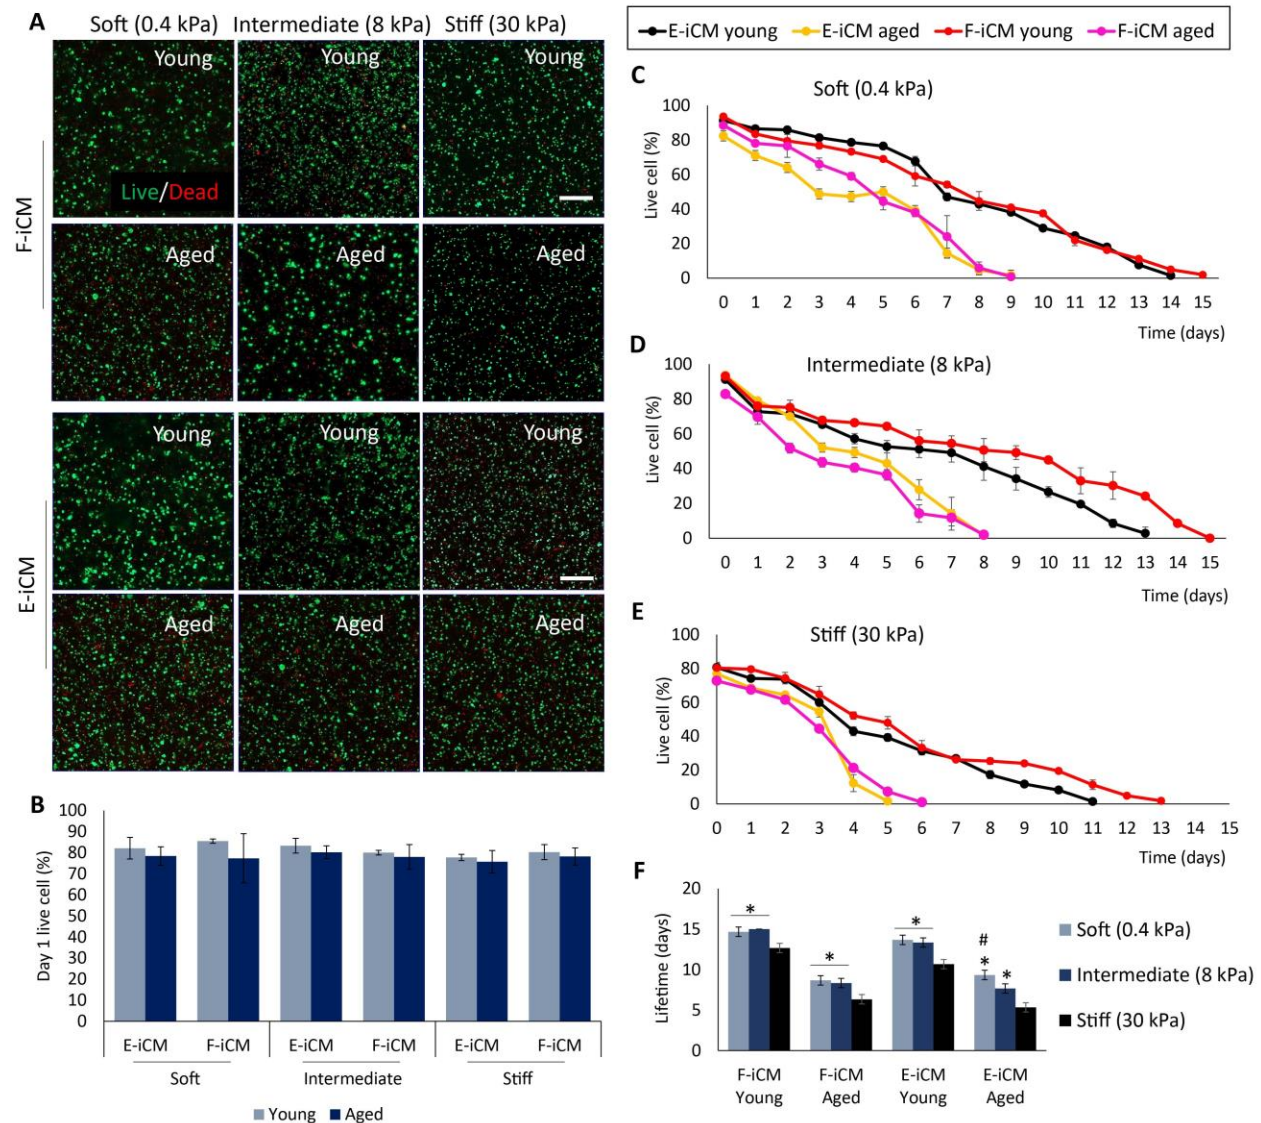 A
Soft (0.4 kPa) Intermediate (8 kPa) Stiff (30 kPa)
Young Young Young
Live/Dead
F-iCM
Aged Aged Aged
Young Young Young
E-iCM
Aged Aged Aged
B
100
90
80
70
60
50
40
30
20
10
0
Day 1 live cell (%)
E-iCM F-iCM E-iCM F-iCM E-iCM F-iCM
Soft Intermediate Stiff
Young Aged
E-iCM young E-iCM aged F-iCM young F-iCM aged
C
Soft (0.4 kPa)
100
80
60
40
20
0
Live cell (%)
0 1 2 3 4 5 6 7 8 9 10 11 12 13 14 15
Time (days)
D
Intermediate (8 kPa)
100
80
60
40
20
0
Live cell (%)
0 1 2 3 4 5 6 7 8 9 10 11 12 13 14 15
Time (days)
E
Stiff (30 kPa)
100
80
60
40
20
0
Live cell (%)
0 1 2 3 4 5 6 7 8 9 10 11 12 13 14 15
Time (days)
F
20
15
10
5
0
Lifetime (days)
* * * # * *
F-iCM F-iCM E-iCM E-iCM
Young Aged Young Aged
Soft (0.4 kPa)
Intermediate (8 kPa)
Stiff (30 kPa)